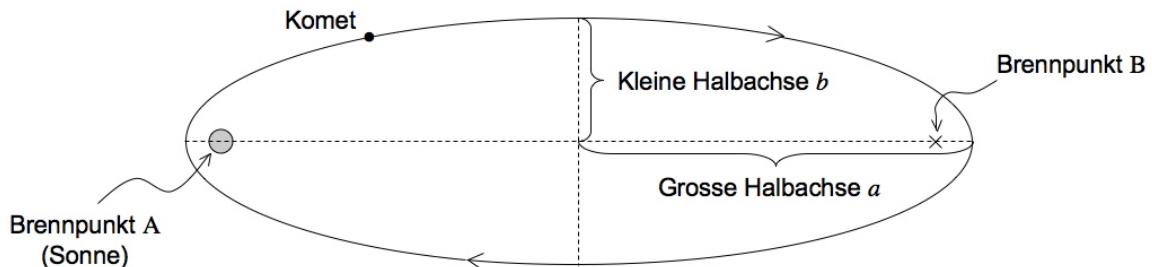 Komet
Kleine Halbachse b
Brennpunkt B
Grosse Halbachse a
Brennpunkt A
(Sonne)